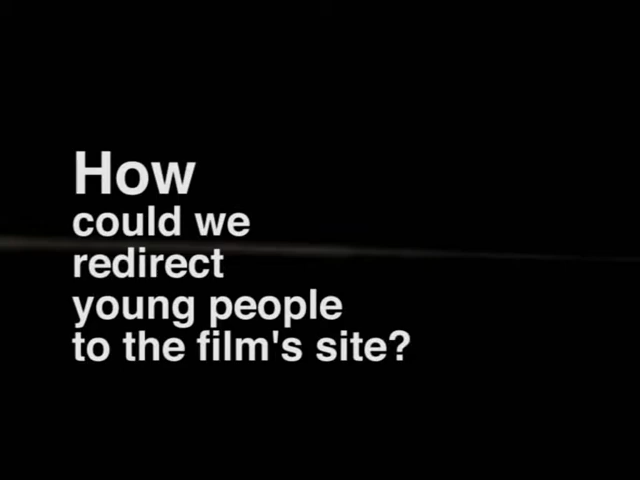 How
could we
redirect
young people
to the film's site?